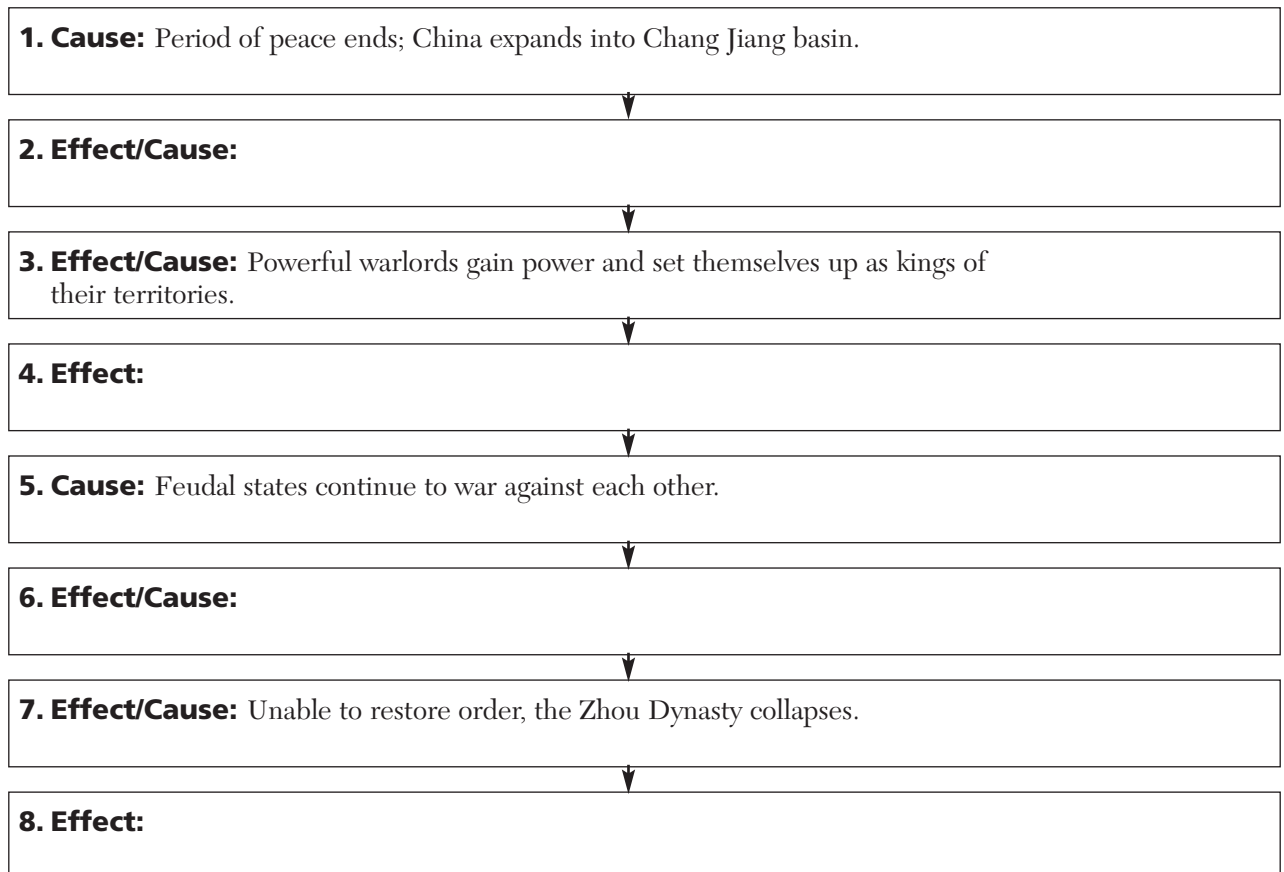 1. Cause: Period of peace ends; China expands into Chang Jiang basin.
2. Effect/Cause:
3. Effect/Cause: Powerful warlords gain power and set themselves up as kings of
their territories.
4. Effect:
5. Cause: Feudal states continue to war against each other.
6. Effect/Cause:
7. Effect/Cause: Unable to restore order, the Zhou Dynasty collapses.
8. Effect: